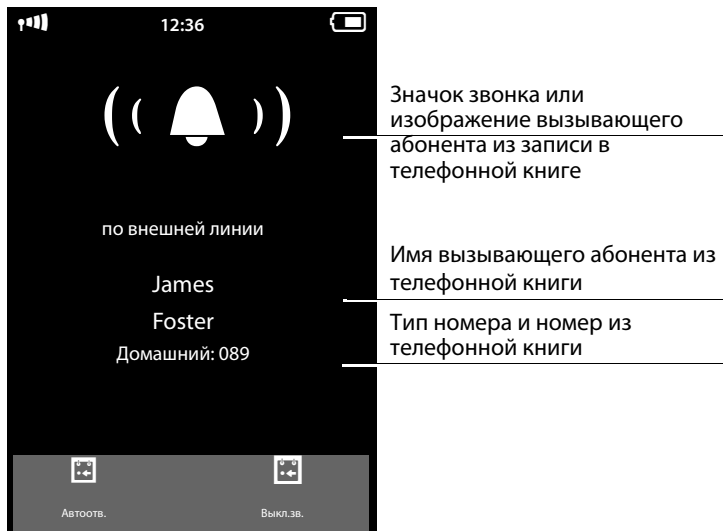 12:36
Значок звонка или
изображение вызывающего
абонента из записи в
телефонной книге
по внешней линии
Имя вызывающего абонента из
телефонной книги
James
Foster
Тип номера и номер из
телефонной книги
Домашний: 089
Автоотв.
Выкл.зв.